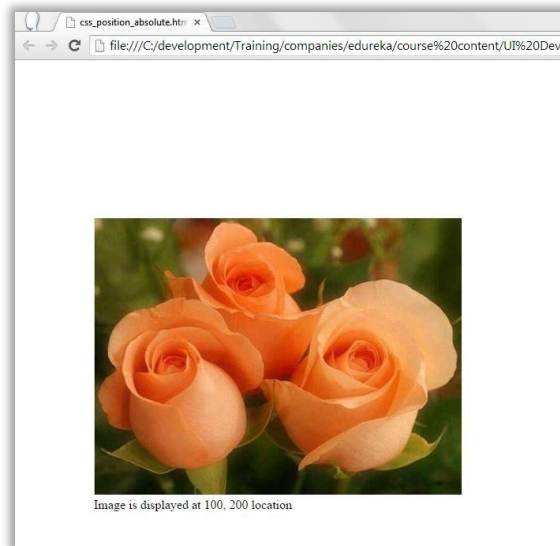 css_position_absolute.htm
file:///C:/development/Training/companies/edureka/course%20content/UI%20Dev
Image is displayed at 100, 200 location